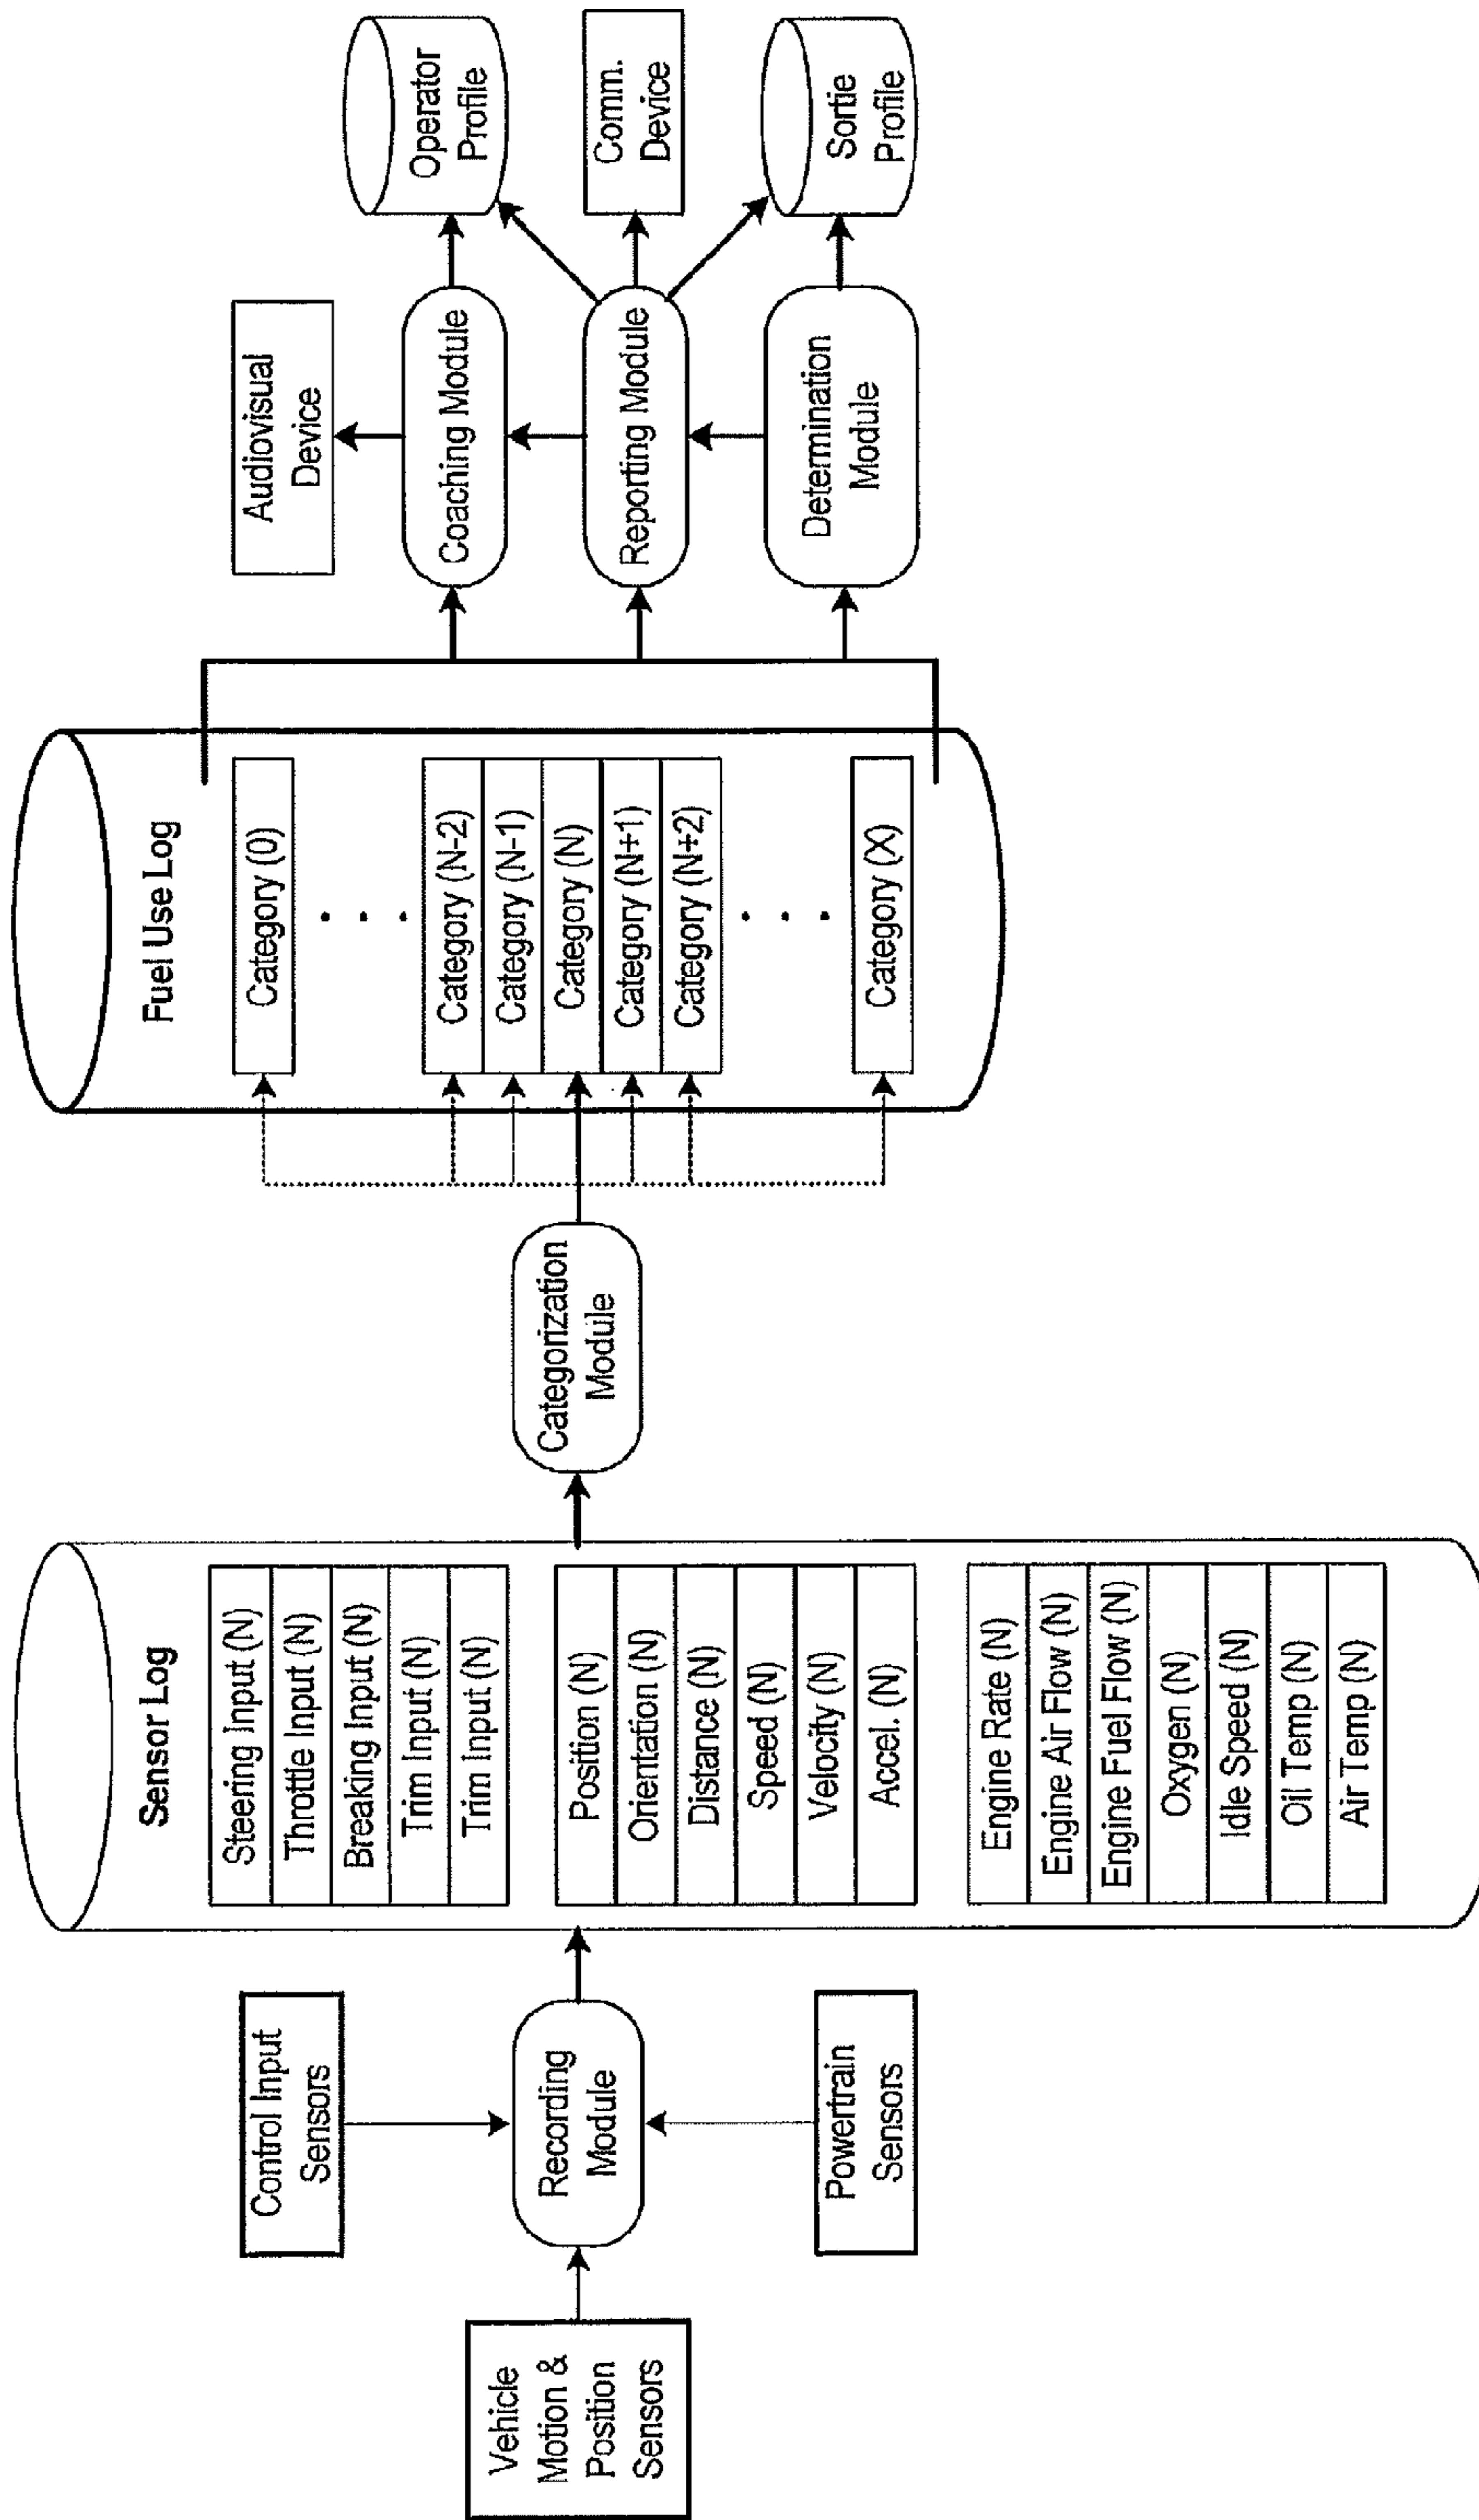 Vehicle
Motion &
Position
Sensors
Control Input
Sensors
Recording
Module
Powertrain
Sensors
Sensor Log
Steering Input (N)
Throttle Input (N)
Breaking Input (N)
Trim Input (N)
Trim Input (N)
Position (N)
Orientation (N)
Distance (N)
Speed (N)
Velocity (N)
Accel. (N)
Engine Rate (N)
Engine Air Flow (N)
Engine Fuel Flow (N)
Oxygen (N)
Idle Speed (N)
Oil Temp (N)
Air Temp (N)
Categorization
Module
Fuel Use Log
Category (0)
Category (N-2)
Category (N-1)
Category (N)
Category (N+1)
Category (N+2)
Category (X)
Audiovisual
Device
Coaching Module
Reporting Module
Determination
Module
Operator
Profile
Comm.
Device
Sortie
Profile